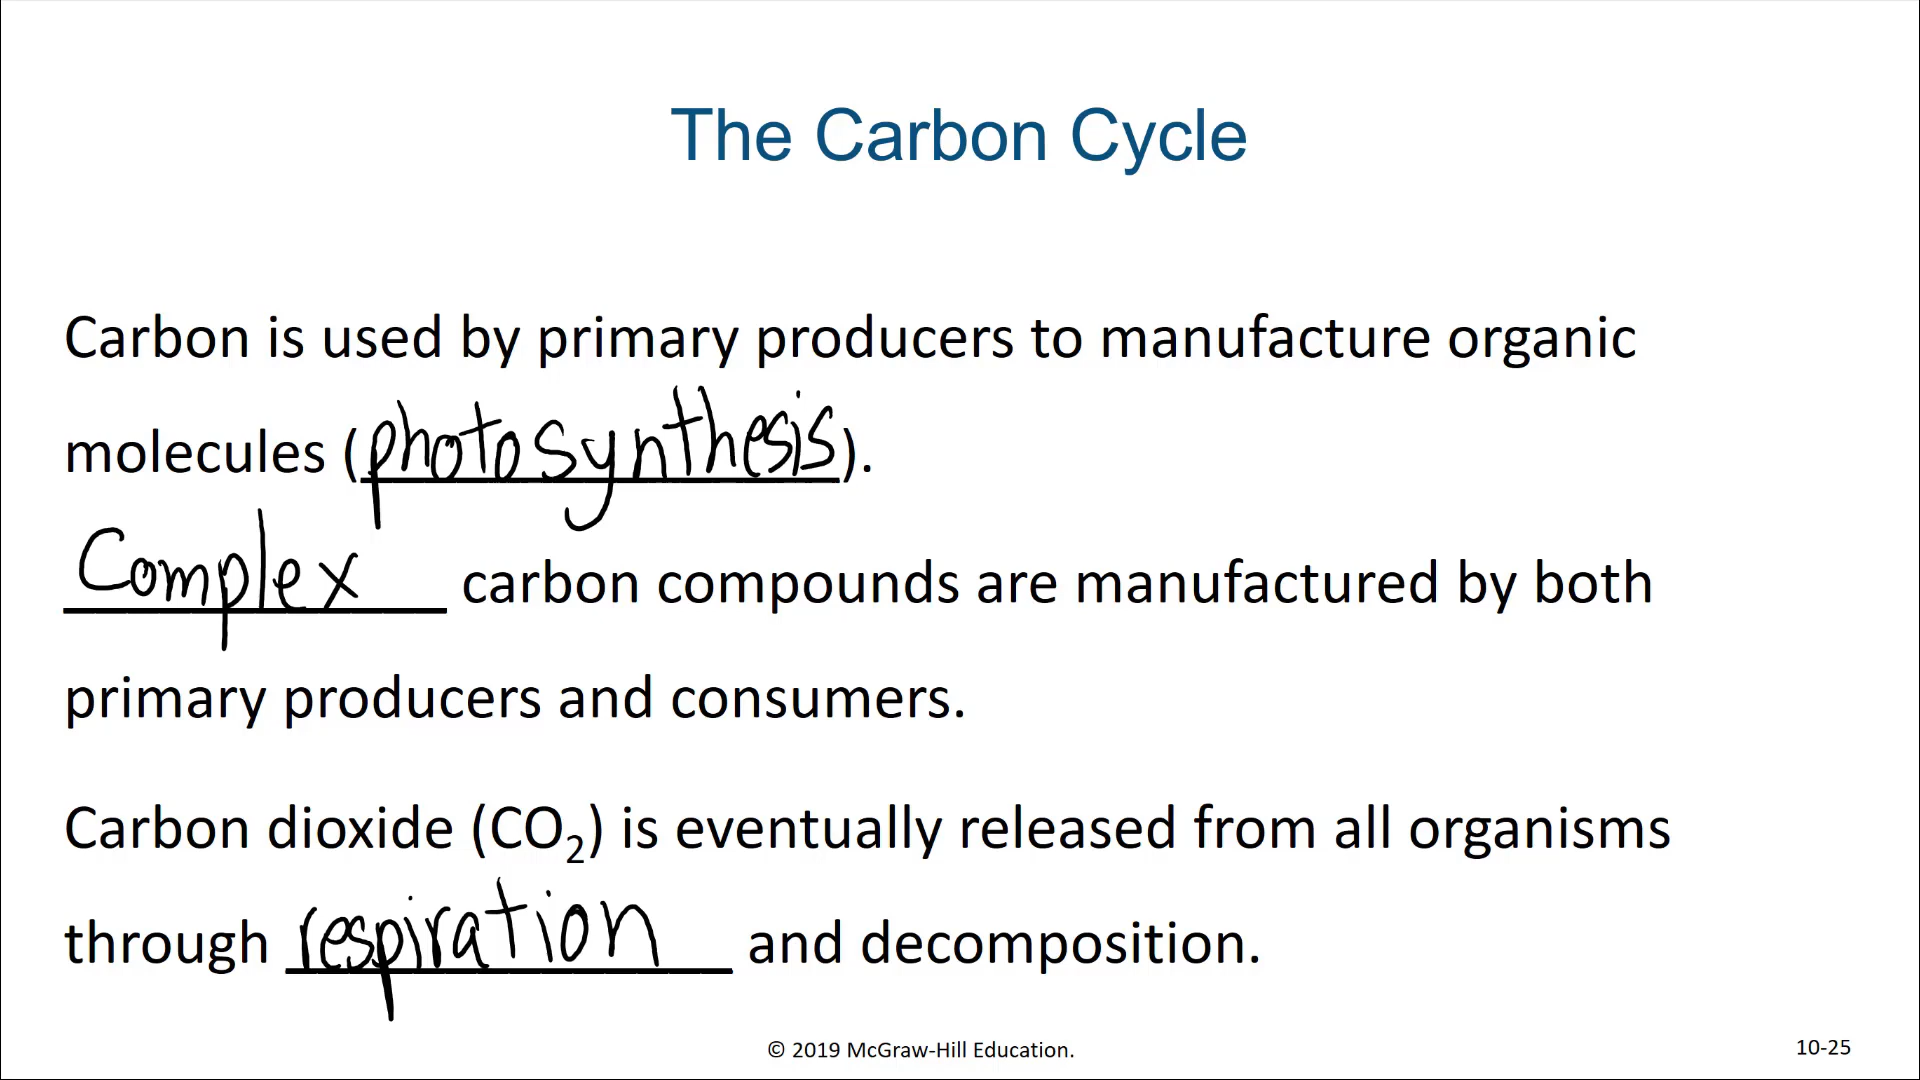 The Carbon Cycle
Carbon is used by primary producers to manufacture organic
molecules (photosynthesis).
Complex carbon compounds are manufactured by both
primary producers and consumers.
Carbon dioxide (CO₂) is eventually released from all organisms
through respiration and decomposition.
© 2019 McGraw-Hill Education.
10-25